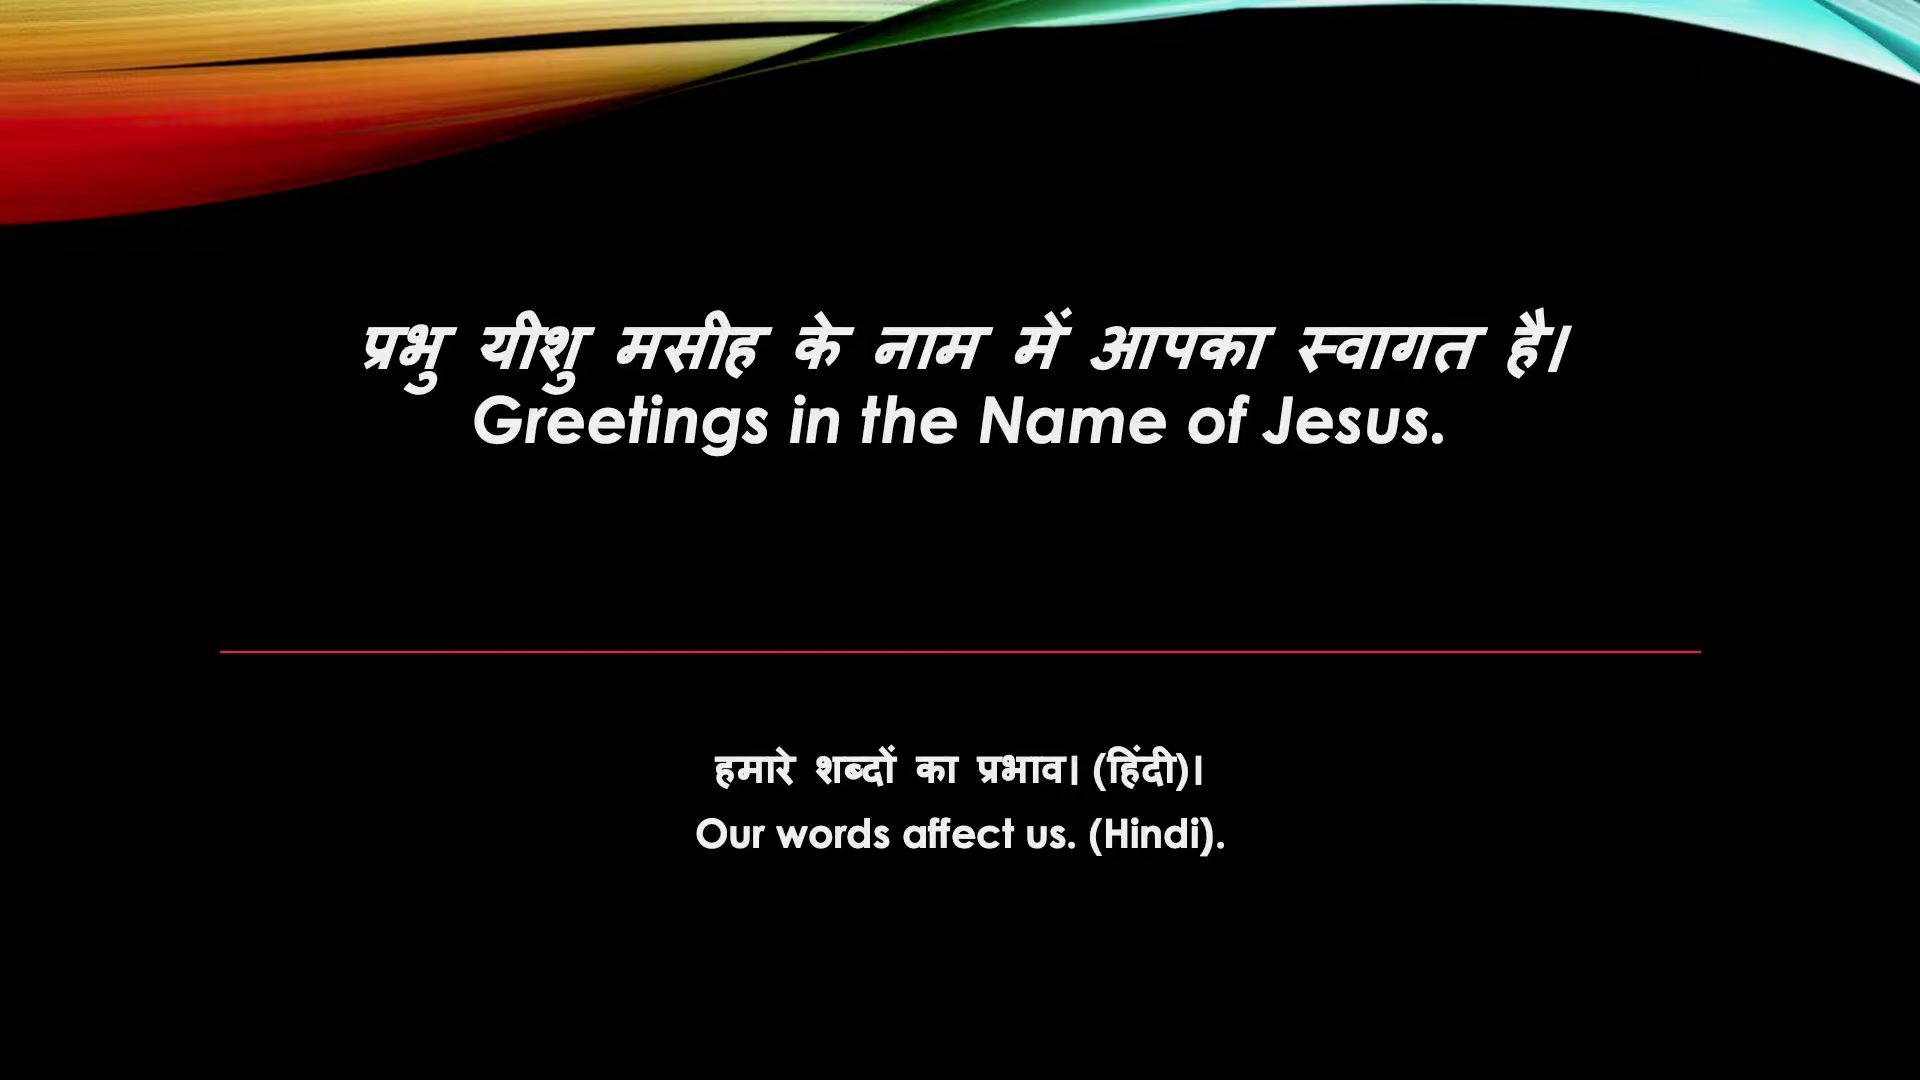 प्रभु यीशु मसीह के नाम में आपका स्वागत है।
Greetings in the Name of Jesus.
हमारे शब्दों का प्रभाव। (हिंदी)।
Our words affect us. (Hindi).